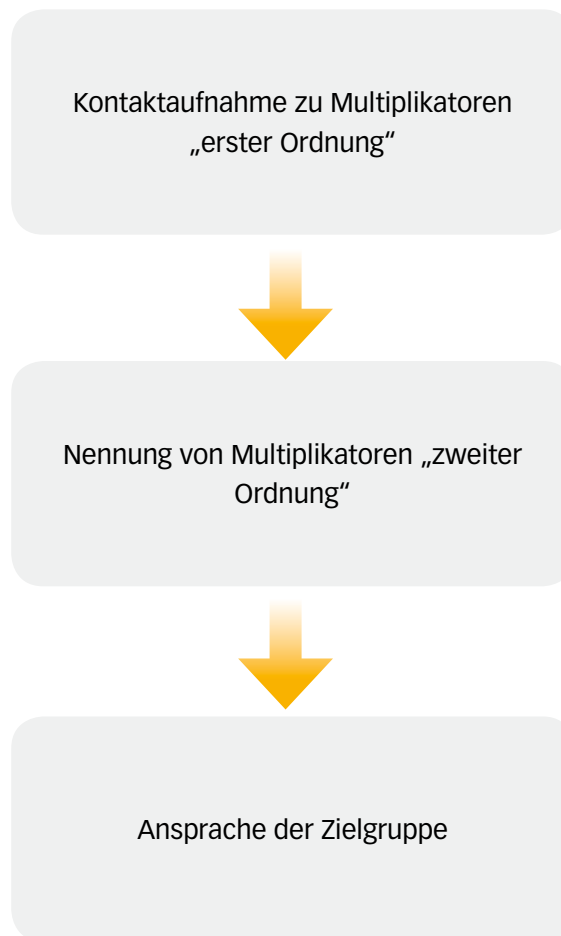 Kontaktaufnahme zu Multiplikatoren
„erster Ordnung“
Nennung von Multiplikatoren „zweiter
Ordnung“
Ansprache der Zielgruppe